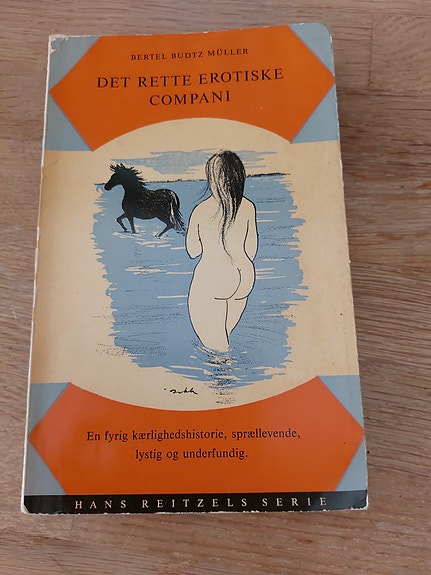 BERTEL BUDTZ MÜLLER
DET RETTE EROTISKE
COMPANI
En fyrig kærlighedshistorie, sprællevende,
lystig og underfundig.
HANS REITZELS SERIE